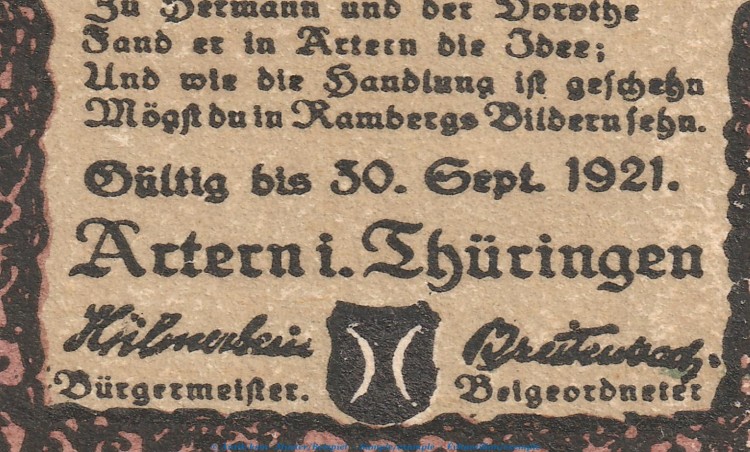 Zu Hermann und der Dorothe
Fand er in Artern die Idee;
Und wie die Handlung ist geschehn
Mögst du in Rambergs Bildern sehn.
Gültig bis 30. Sept. 1921.
Artern i. Thüringen
Breitenbach.
Bürgermeister. Beigeordneter